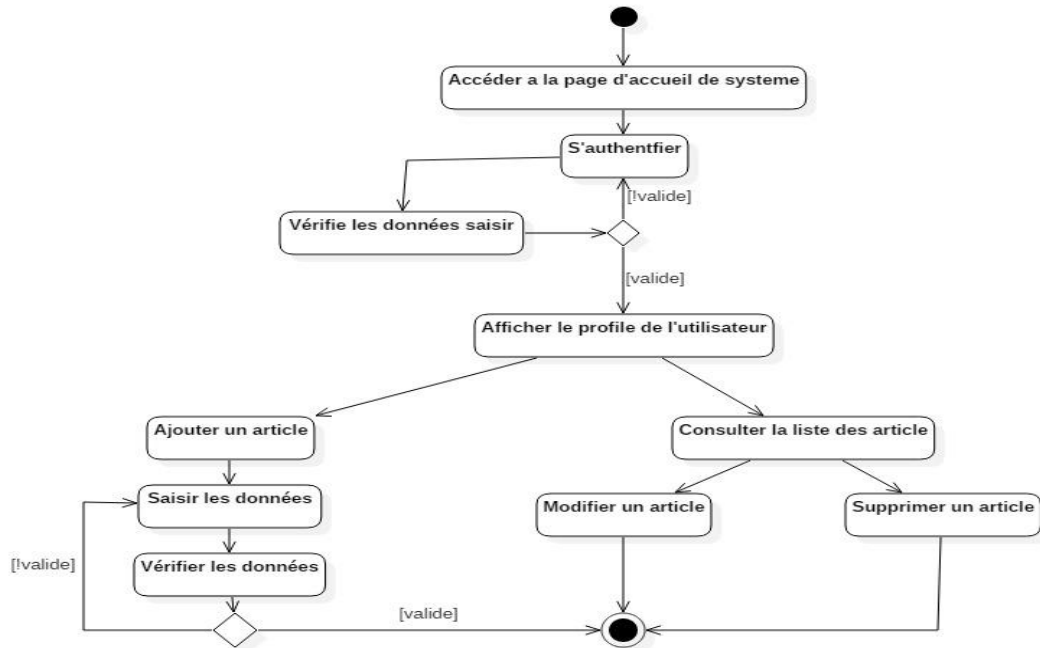 Accéder a la page d'accueil de systeme
S'authentfier
[!valide]
Vérifie les données saisir
[valide]
Afficher le profile de l'utilisateur
Ajouter un article
Consulter la liste des article
Saisir les données
Modifier un article
Supprimer un article
[!valide]
Vérifier les données
[valide]